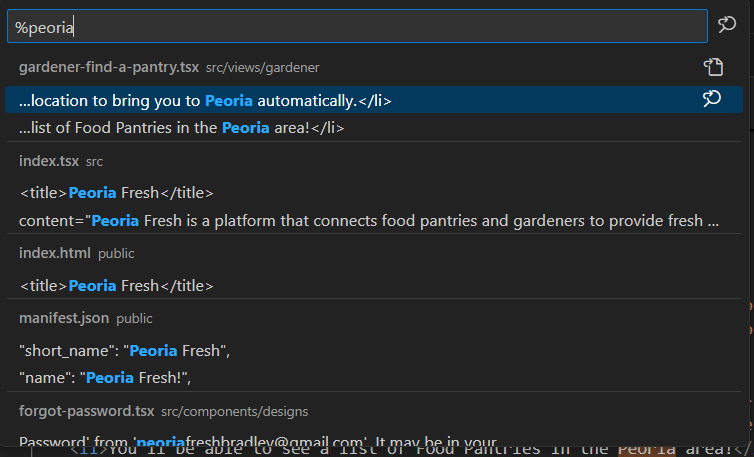 %peoria
gardener-find-a-pantry.tsx src/views/gardener
...location to bring you to Peoria automatically.</li>
...list of Food Pantries in the Peoria area!</li>
index.tsx src
<title>Peoria Fresh</title>
content="Peoria Fresh is a platform that connects food pantries and gardeners to provide fresh ...
index.html public
<title>Peoria Fresh</title>
manifest.json public
"short_name": "Peoria Fresh",
"name": "Peoria Fresh!",
forgot-password.tsx src/components/designs
Password' from 'peoriafreshbradley@gmail.com'. It may be in your
<li>You'll be able to see a list of Food Pantries in the Peoria area!</